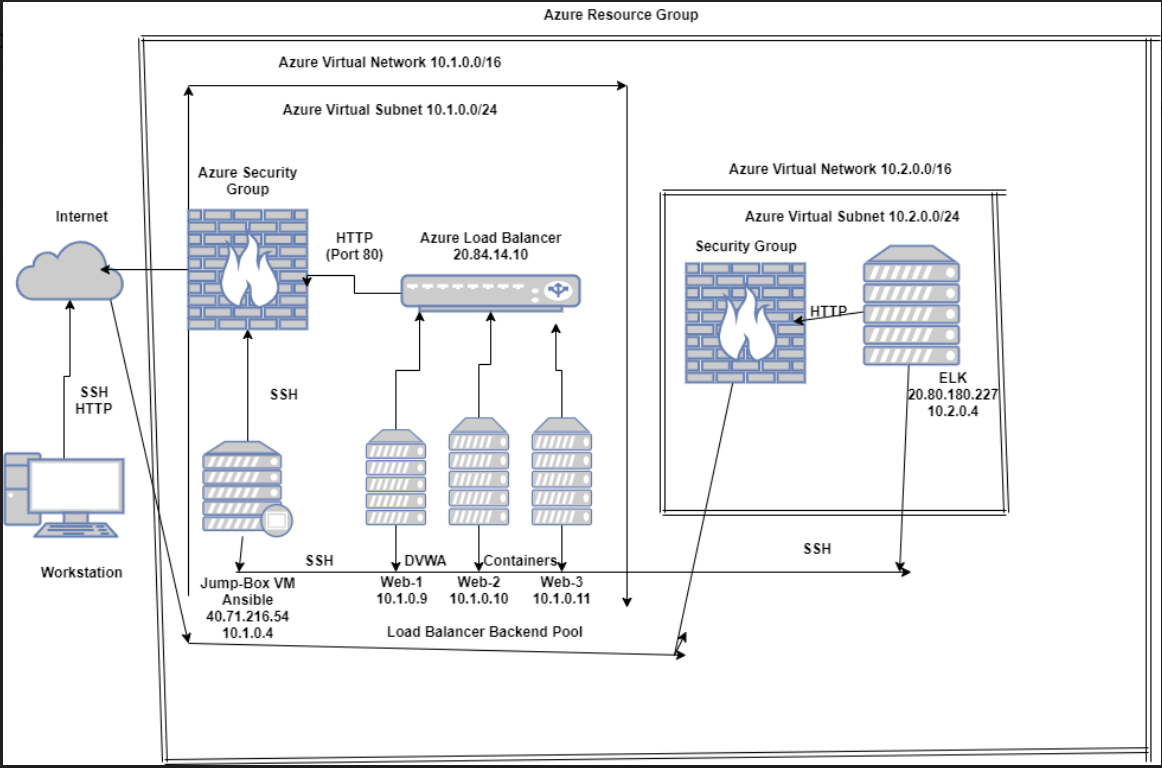 Azure Resource Group
Azure Virtual Network 10.1.0.0/16
Azure Virtual Subnet 10.1.0.0/24
Azure Security
Group
Internet
HTTP
(Port 80)
Azure Load Balancer
20.84.14.10
SSH
HTTP
SSH
Workstation
SSH
DVWA
Containers
Jump-Box VM
Ansible
40.71.216.54
10.1.0.4
Web-1
10.1.0.9
Web-2
10.1.0.10
Web-3
10.1.0.11
Load Balancer Backend Pool
Azure Virtual Network 10.2.0.0/16
Azure Virtual Subnet 10.2.0.0/24
Security Group
HTTP
ELK
20.80.180.227
10.2.0.4
SSH